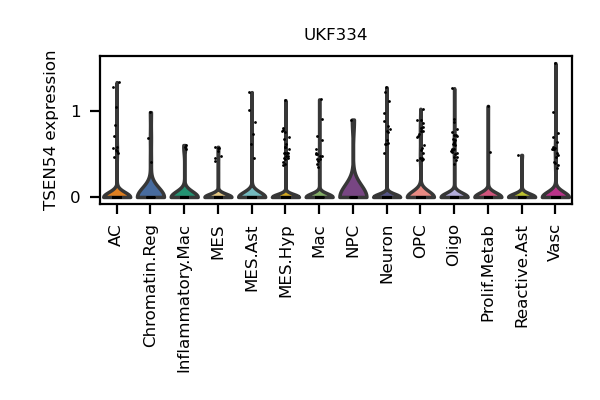 UKF334
TSEN54 expression
1
0
AC
Chromatin.Reg
Inflammatory.Mac
MES
MES.Ast
MES.Hyp
Mac
NPC
Neuron
OPC
Oligo
Prolif.Metab
Reactive.Ast
Vasc